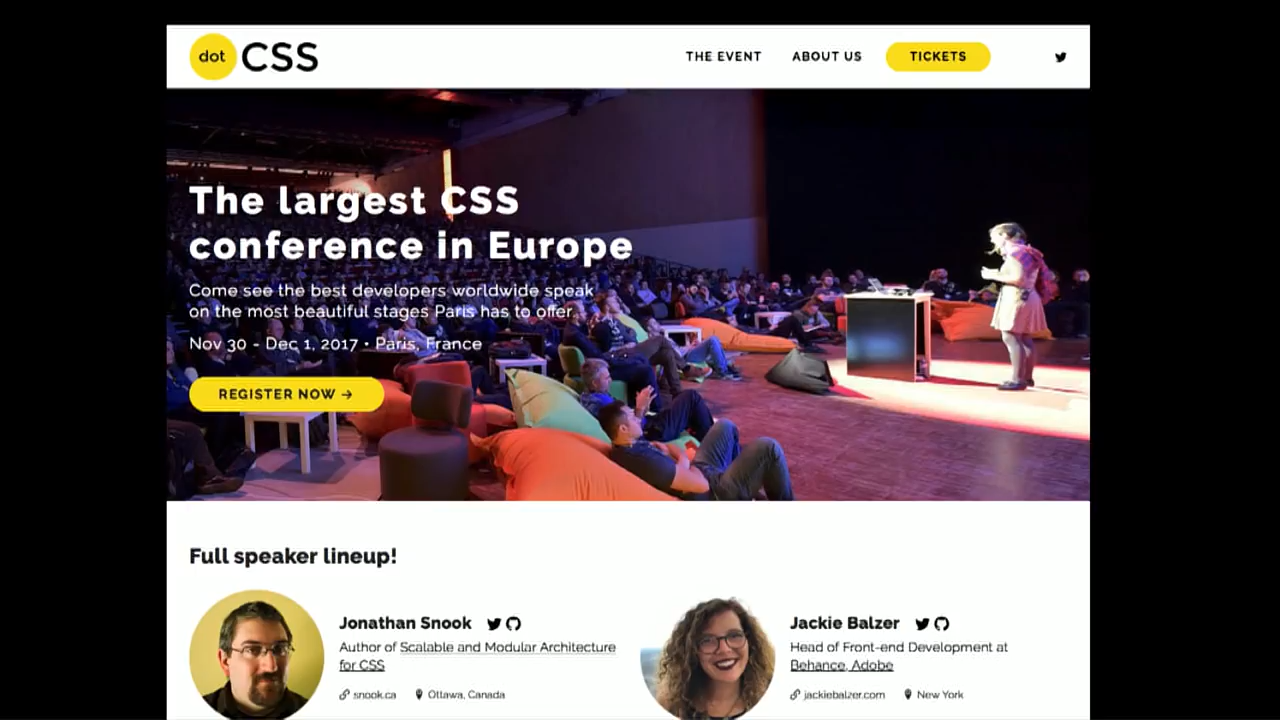 dot CSS
THE EVENT ABOUT US TICKETS
The largest CSS
conference in Europe
Come see the best developers worldwide speak
on the most beautiful stages Paris has to offer.
Nov 30 - Dec 1, 2017 • Paris, France
REGISTER NOW →
Full speaker lineup!
Jonathan Snook
Author of Scalable and Modular Architecture
for CSS
snook.ca Ottawa, Canada
Jackie Balzer
Head of Front-end Development at
Behance, Adobe
jackiebalzer.com New York